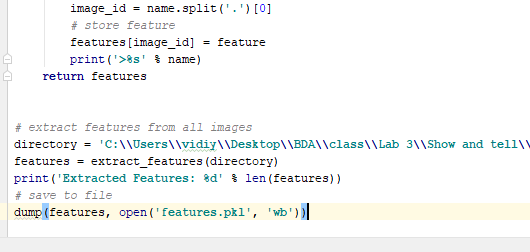 image_id = name.split('.')[0]
# store feature
features[image_id] = feature
print('>%s' % name)
return features
# extract features from all images
directory = 'C:\\Users\\vidiy\\Desktop\\BDA\\class\\Lab 3\\Show and tell\\
features = extract_features(directory)
print('Extracted Features: %d' % len(features))
# save to file
dump(features, open('features.pkl', 'wb'))